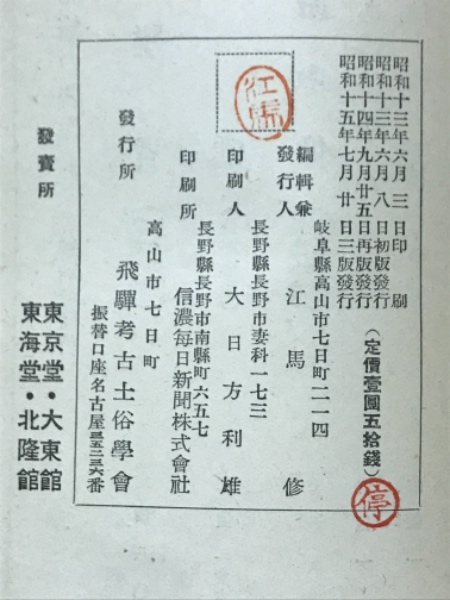 昭和十三年六月三日印刷
昭和十三年六月八日初版發行
昭和十四年九月廿五日再版發行
昭和十五年七月廿日三版發行
(定價壹圓五拾錢)
停
岐阜縣高山市七日町二一四
編輯兼發行人 江馬修
江馬
長野縣長野市妻科一七三
印刷人 大日方利雄
長野縣長野市南縣町六五七
印刷所 信濃每日新聞株式會社
高山市七日町
發行所 飛驒考古土俗學會
振替口座名古屋三五二三六番
發賣所 東京堂・大東館
東海堂・北隆館